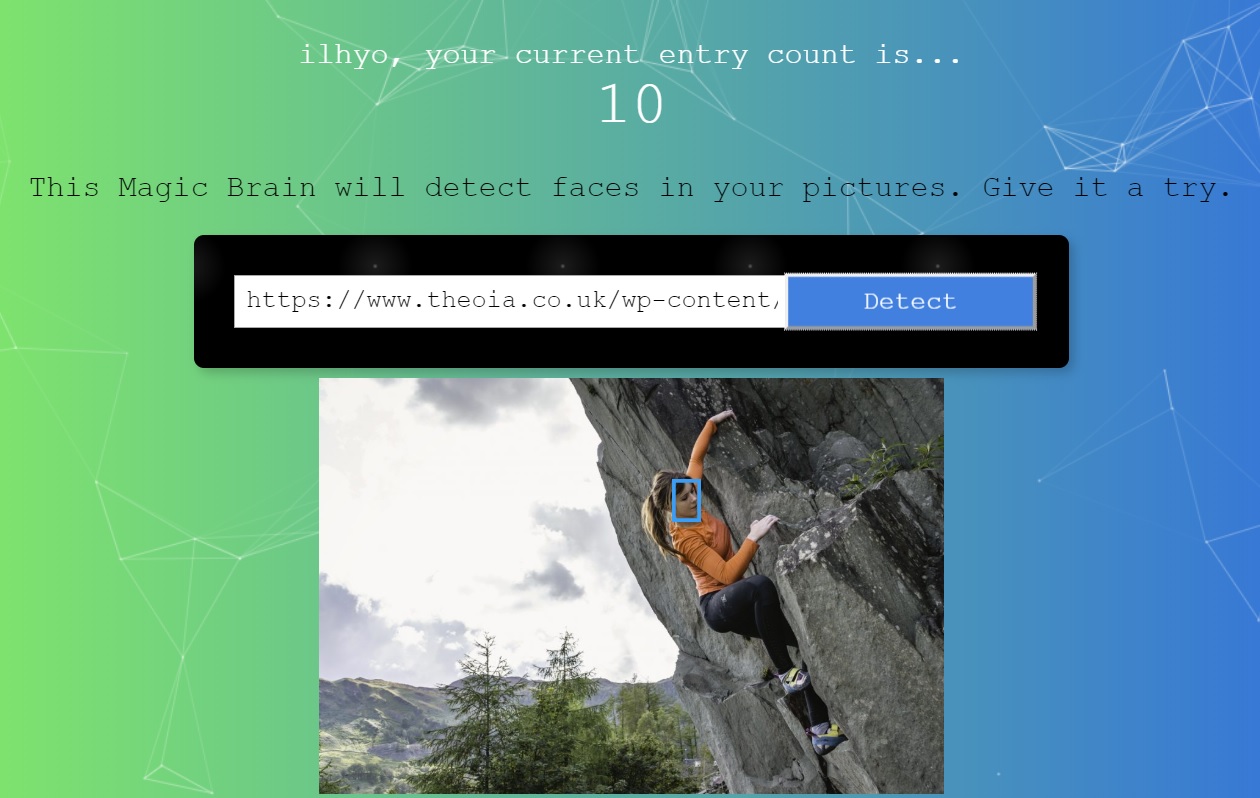 ilhyo, your current entry count is...
10
This Magic Brain will detect faces in your pictures. Give it a try.
https://www.theoia.co.uk/wp-content/
Detect